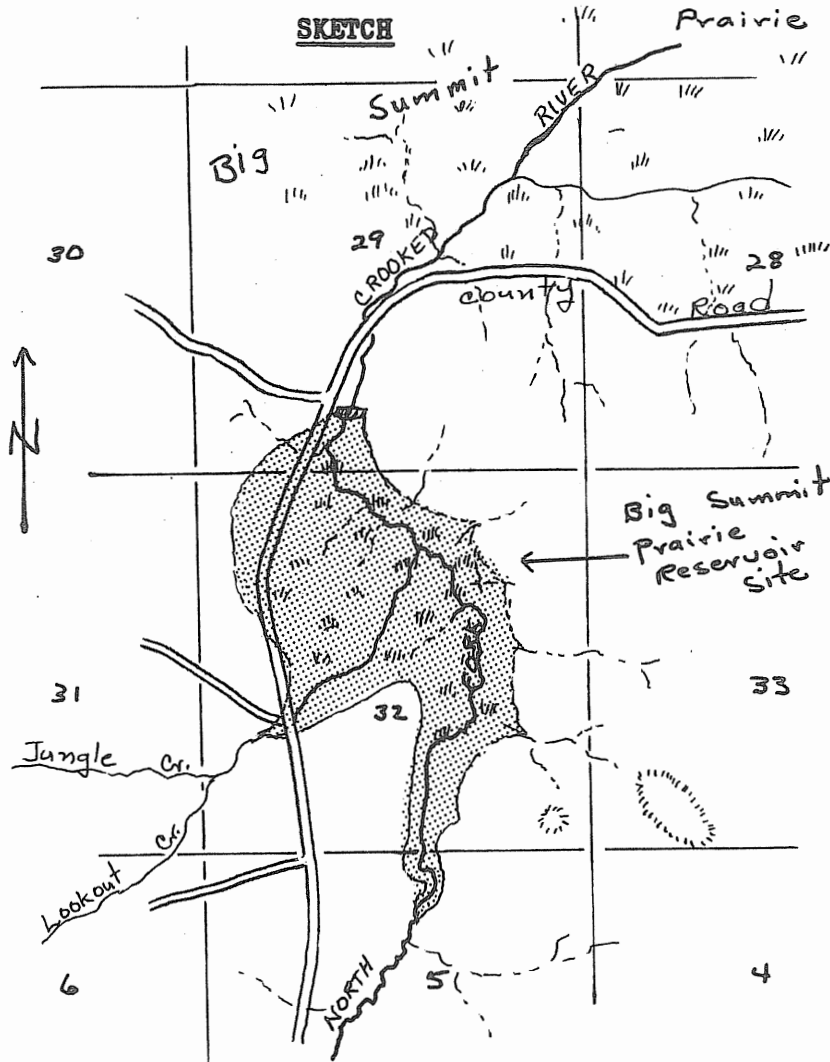 SKETCH
Prairie
Summit
RIVER
Big
30
29
CROOKED
28
County
Road
N
Big Summit
Prairie
Reservoir
Site
31
32
33
Jungle Cr.
Lookout Cr.
6
NORTH
5
4